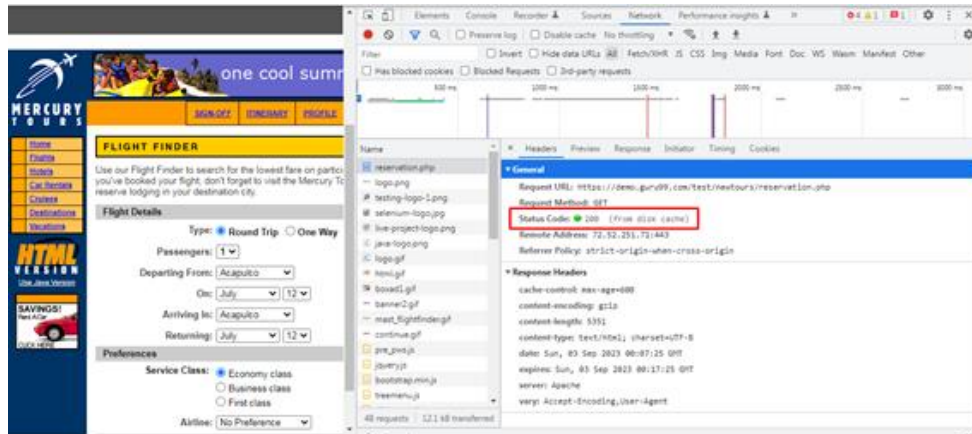 Elements Console Recorder Sources Network Performance insights
Preserve log Disable cache No throttling
Filter Invert Hide data URLs All Fetch/XHR JS CSS Img Media Font Doc WS Wasm Manifest Other
Has blocked cookies Blocked Requests 3rd-party requests
500 ms 1000 ms 1500 ms 2000 ms 2500 ms 3000 ms
one cool summ
MERCURY
TOURS
SIGN-OFF ITINERARY PROFILE
Home
Flights
Hotels
Car Rentals
Cruises
Destinations
Vacations
HTML
VERSION
Use Java Version
SAVINGS!
Rent A Car
CLICK HERE
FLIGHT FINDER
Use our Flight Finder to search for the lowest fare on partici
you've booked your flight, don't forget to visit the Mercury To
reserve lodging in your destination city.
Flight Details
Type: Round Trip One Way
Passengers: 1
Departing From: Acapulco
On: July 12
Arriving In: Acapulco
Returning: July 12
Preferences
Service Class: Economy class
Business class
First class
Airline: No Preference
Name
reservation.php
logo.png
testing-logo-1.png
selenium-logo.jpg
live-project-logo.png
java-logo.png
logo.gif
html.gif
boxad1.gif
banner2.gif
mast_flightfinder.gif
continue.gif
jquery.js
bootstrap.min.js
treemenu.js
48 requests 12.1 kB transferred
Headers Preview Response Initiator Timing Cookies
General
Request URL: https://demo.guru99.com/test/newtours/reservation.php
Request Method: GET
Status Code: 200 (from disk cache)
Remote Address: 72.52.251.71:443
Referrer Policy: strict-origin-when-cross-origin
Response Headers
cache-control: max-age=600
content-encoding: gzip
content-length: 5351
content-type: text/html; charset=UTF-8
date: Sun, 03 Sep 2023 00:07:25 GMT
expires: Sun, 03 Sep 2023 00:17:25 GMT
server: Apache
vary: Accept-Encoding,User-Agent